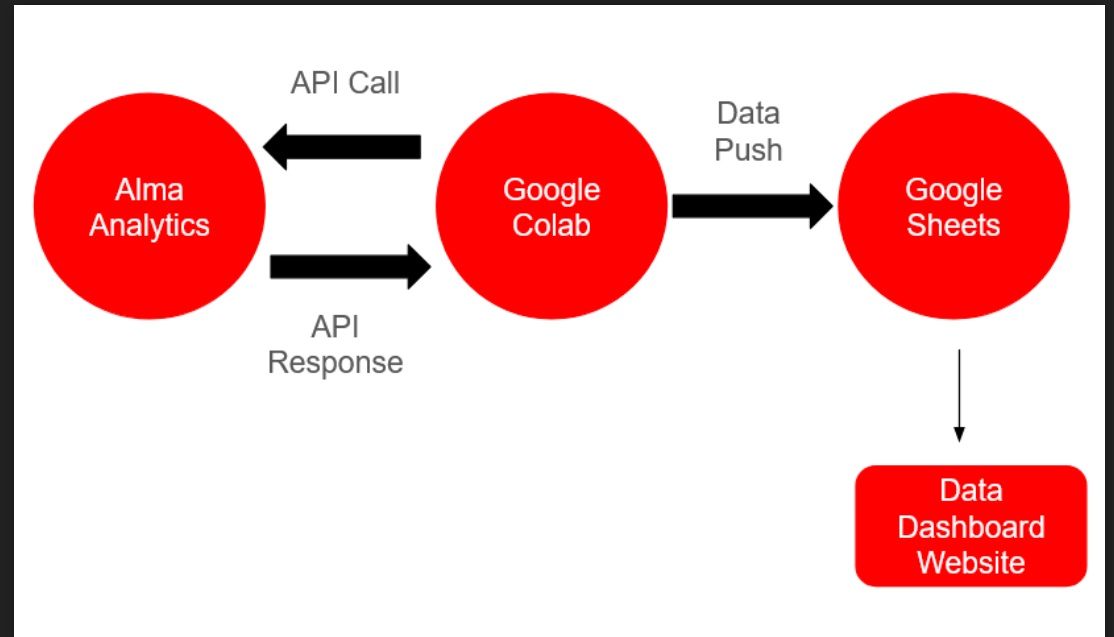 API Call
Data
Push
Alma
Analytics
Google
Colab
Google
Sheets
API
Response
Data
Dashboard
Website